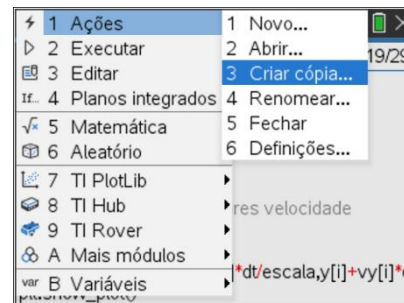 1 Ações
2 Executar
3 Editar
If... 4 Planos integrados
√x 5 Matemática
6 Aleatório
7 TI PlotLib
8 TI Hub
9 TI Rover
A Mais módulos
var B Variáveis
1 Novo...
2 Abrir...
3 Criar cópia...
4 Renomear...
5 Fechar
6 Definições...
19/29
res velocidade
*dt/escala,y[i]+vy[i]*